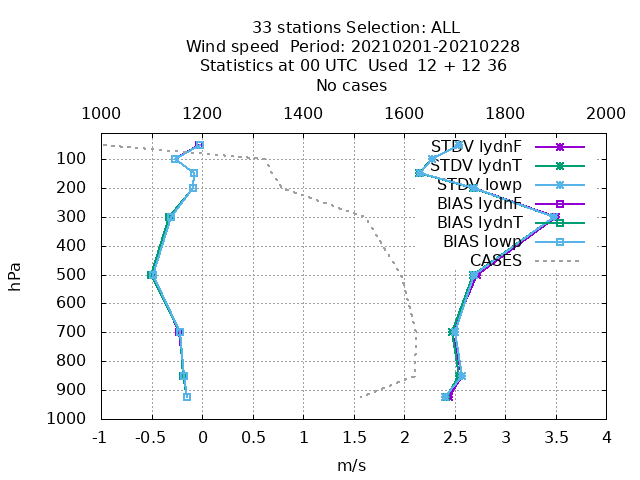 33 stations Selection: ALL
Wind speed  Period: 20210201-20210228
Statistics at 00 UTC  Used  12 + 12 36
No cases
1000 1200 1400 1600 1800 2000
STDV lydnF
STDV lydnT
STDV lowp
BIAS lydnF
BIAS lydnT
BIAS lowp
CASES
100
200
300
400
500
600
700
800
900
1000
hPa
-1 -0.5 0 0.5 1 1.5 2 2.5 3 3.5 4
m/s